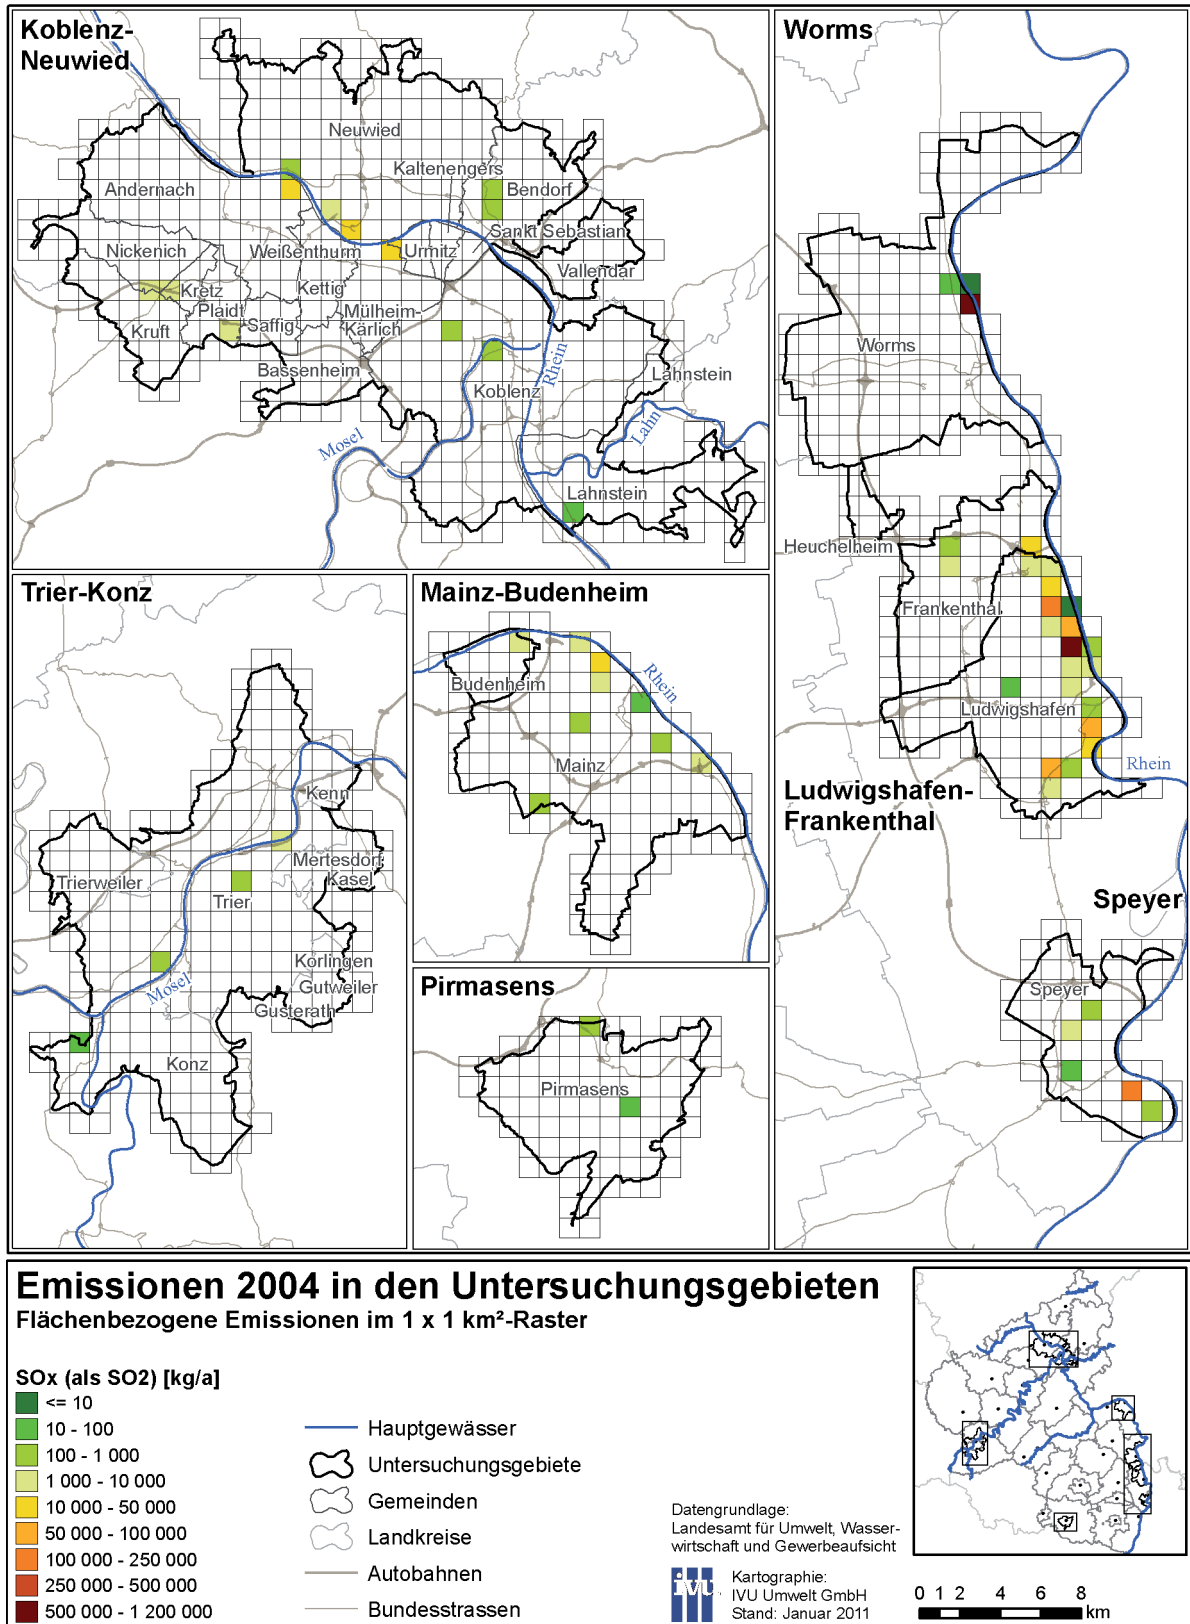 Koblenz-
Neuwied
Neuwied
Kaltenengers
Andernach
Bendorf
Sankt Sebastian
Nickenich
Weißenthurm
Urmitz
Vallendar
Kretz
Kettig
Plaidt
Mülheim-
Kärlich
Kruft
Saffig
Bassenheim
Rhein
Lahnstein
Koblenz
Lahn
Mosel
Lahnstein
Worms
Worms
Heuchelheim
Frankenthal
Ludwigshafen
Rhein
Ludwigshafen-
Frankenthal
Speyer
Speyer
Trier-Konz
Kenn
Mertesdorf
Kasel
Trierweiler
Trier
Korlingen
Gutweiler
Mosel
Gusterath
Konz
Mainz-Budenheim
Budenheim
Rhein
Mainz
Pirmasens
Pirmasens
Emissionen 2004 in den Untersuchungsgebieten
Flächenbezogene Emissionen im 1 x 1 km²-Raster
SOx (als SO2) [kg/a]
<= 10
10 - 100
100 - 1 000
1 000 - 10 000
10 000 - 50 000
50 000 - 100 000
100 000 - 250 000
250 000 - 500 000
500 000 - 1 200 000
Hauptgewässer
Untersuchungsgebiete
Gemeinden
Landkreise
Autobahnen
Bundesstrassen
Datengrundlage:
Landesamt für Umwelt, Wasser-
wirtschaft und Gewerbeaufsicht
ivu
Kartographie:
IVU Umwelt GmbH
Stand: Januar 2011
0 1 2 4 6 8
km